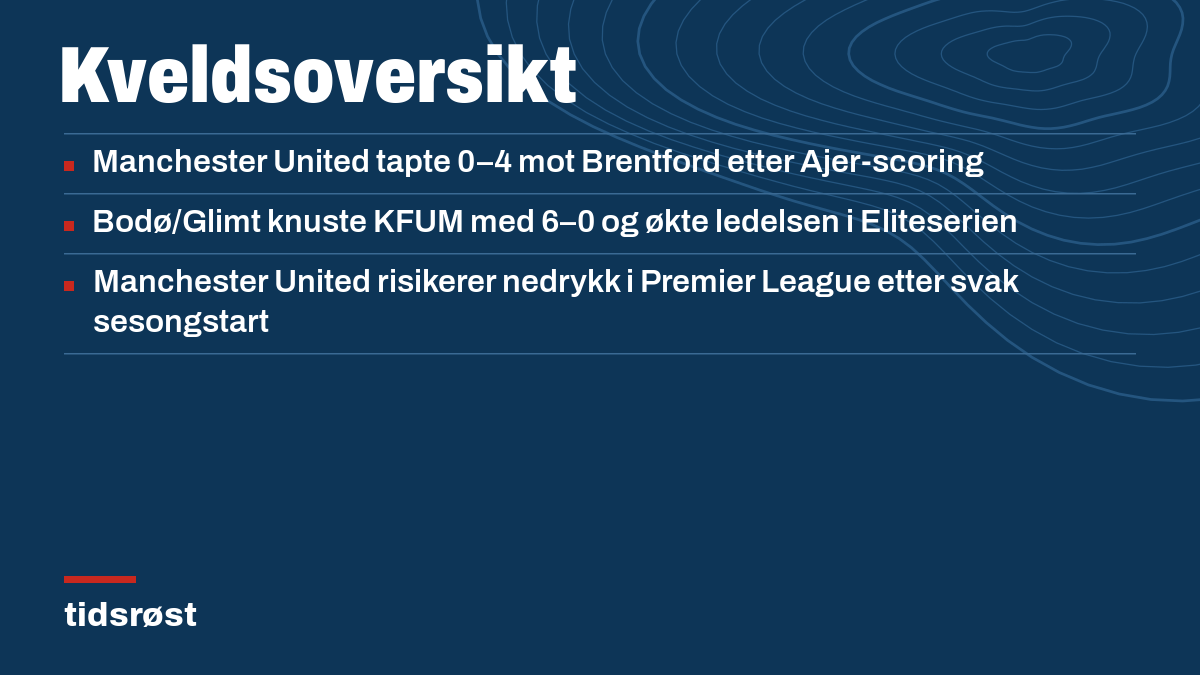 Kveldsoversikt
Manchester United tapte 0–4 mot Brentford etter Ajer-scoring
Bodø/Glimt knuste KFUM med 6–0 og økte ledelsen i Eliteserien
Manchester United risikerer nedrykk i Premier League etter svak
sesongstart
tidsrøst